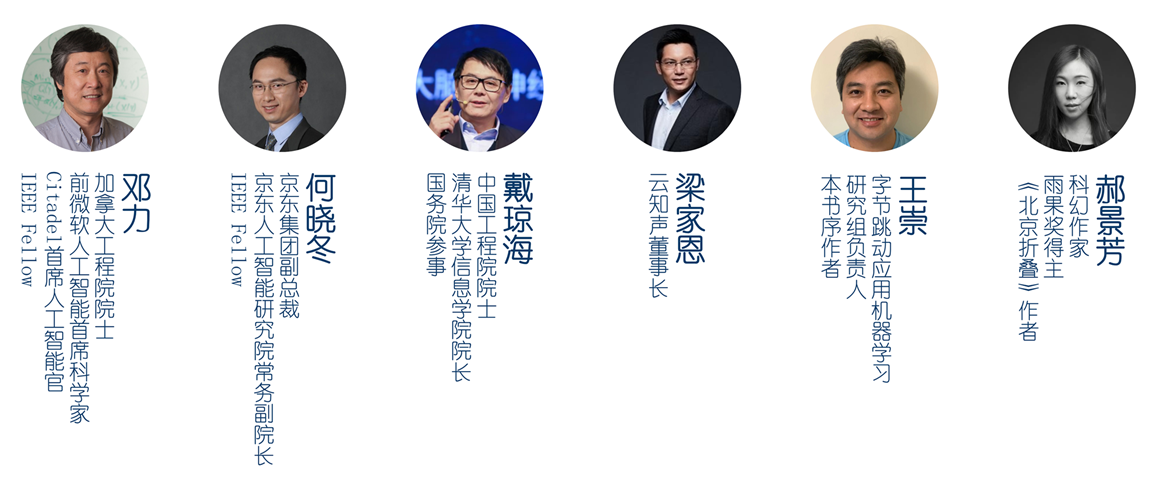 大脑
神经
邓力
加拿大工程院院士
前微软人工智能首席科学家
Citadel首席人工智能官
IEEE Fellow
何晓冬
京东集团副总裁
京东人工智能研究院常务副院长
IEEE Fellow
戴琼海
中国工程院院士
清华大学信息学院院长
国务院参事
梁家恩
云知声董事长
王崇
字节跳动应用机器学习
研究组负责人
本书序作者
郝景芳
科幻作家
雨果奖得主
《北京折叠》作者